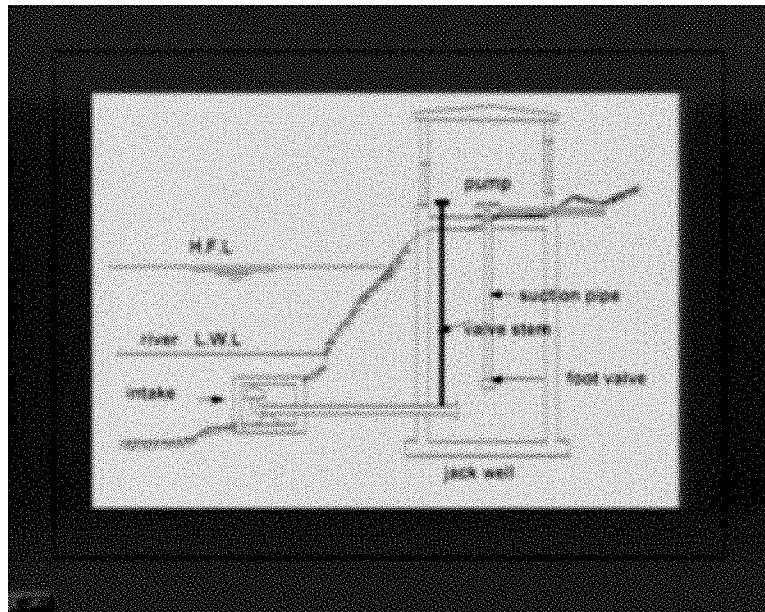 pump
H.F.L
suction pipe
valve stem
river L.W.L
foot valve
intake
jack well